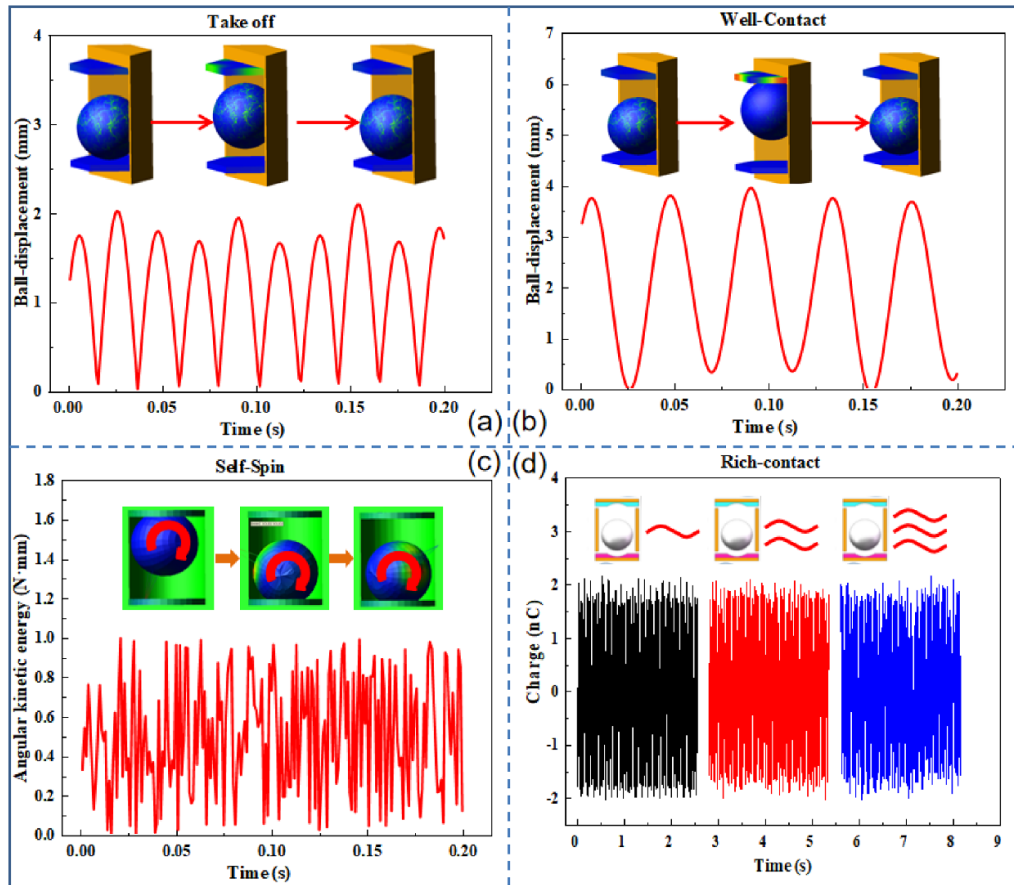 Take off
Ball-displacement (mm)
4
3
2
1
0
0.00 0.05 0.10 0.15 0.20
Time (s)
(a)
Well-Contact
Ball-displacement (mm)
7
6
5
4
3
2
1
0
0.00 0.05 0.10 0.15 0.20
Time (s)
(b)
(c)
Self-Spin
Angular kinetic energy (N·mm)
1.8
1.6
1.4
1.2
1.0
0.8
0.6
0.4
0.2
0.0
0.00 0.05 0.10 0.15 0.20
Time (s)
(d)
Rich-contact
Charge (nC)
4
3
2
1
0
-1
-2
0 1 2 3 4 5 6 7 8 9
Time (s)